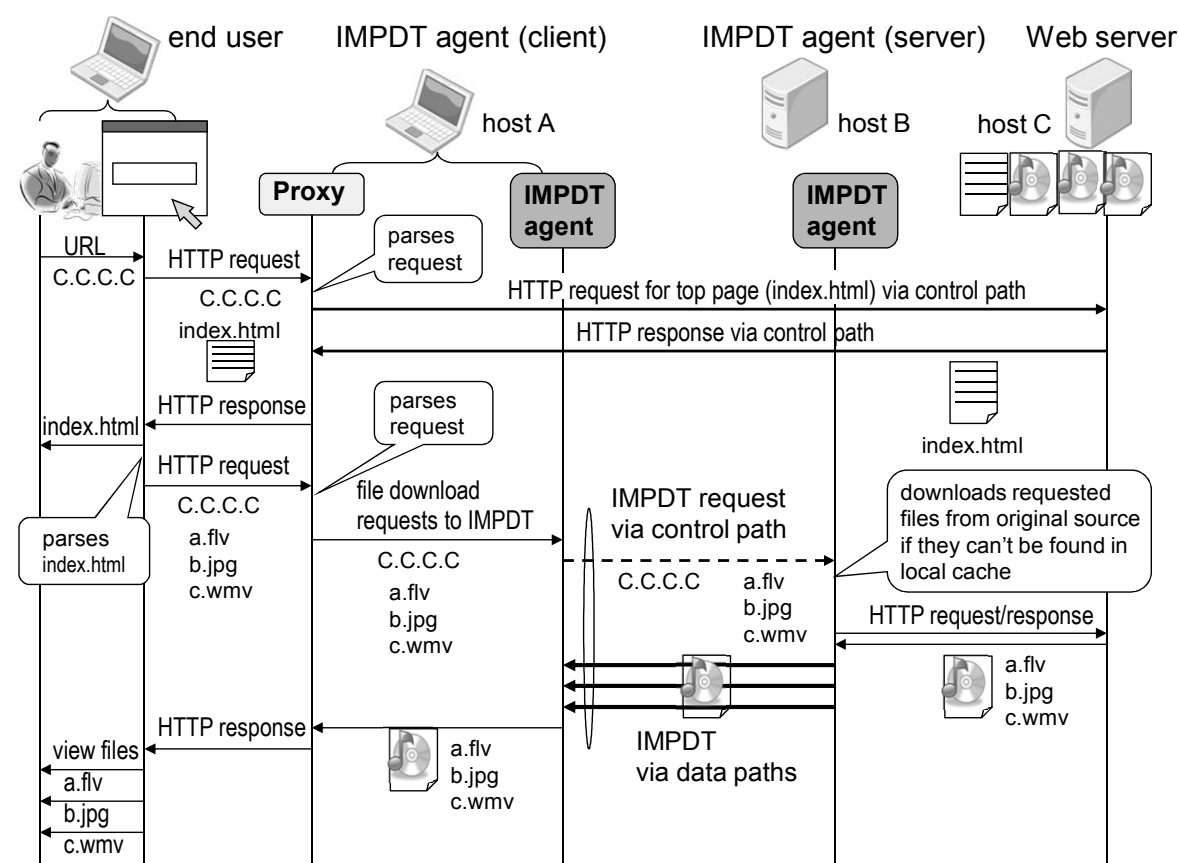 end user
IMPDT agent (client)
IMPDT agent (server)
Web server
host A
host B
host C
Proxy
IMPDT
agent
IMPDT
agent
URL
C.C.C.C
HTTP request
C.C.C.C
parses
request
HTTP request for top page (index.html) via control path
index.html
HTTP response via control path
HTTP response
index.html
parses
request
index.html
HTTP request
C.C.C.C
a.flv
b.jpg
c.wmv
parses
index.html
file download
requests to IMPDT
C.C.C.C
a.flv
b.jpg
c.wmv
IMPDT request
via control path
C.C.C.C
a.flv
b.jpg
c.wmv
downloads requested
files from original source
if they can't be found in
local cache
HTTP request/response
a.flv
b.jpg
c.wmv
IMPDT
via data paths
HTTP response
a.flv
b.jpg
c.wmv
view files
a.flv
b.jpg
c.wmv